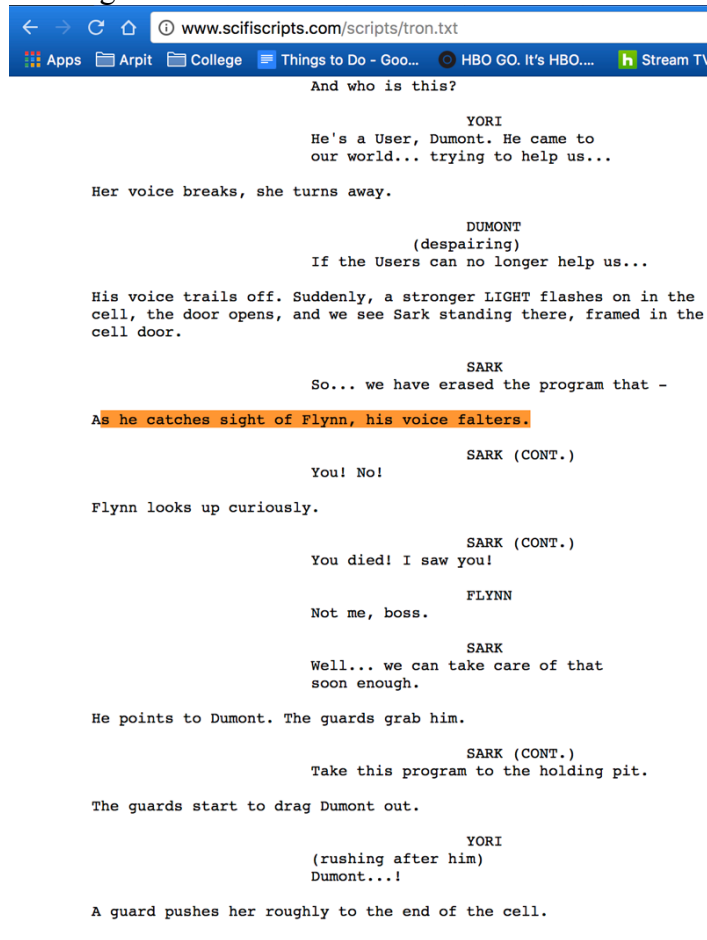 www.scifiscripts.com/scripts/tron.txt
Apps Arpit College Things to Do - Goo... HBO GO. It's HBO.... h Stream TV
And who is this?
YORI
He's a User, Dumont. He came to
our world... trying to help us...
Her voice breaks, she turns away.
DUMONT
(despairing)
If the Users can no longer help us...
His voice trails off. Suddenly, a stronger LIGHT flashes on in the
cell, the door opens, and we see Sark standing there, framed in the
cell door.
SARK
So... we have erased the program that -
As he catches sight of Flynn, his voice falters.
SARK (CONT.)
You! No!
Flynn looks up curiously.
SARK (CONT.)
You died! I saw you!
FLYNN
Not me, boss.
SARK
Well... we can take care of that
soon enough.
He points to Dumont. The guards grab him.
SARK (CONT.)
Take this program to the holding pit.
The guards start to drag Dumont out.
YORI
(rushing after him)
Dumont...!
A guard pushes her roughly to the end of the cell.